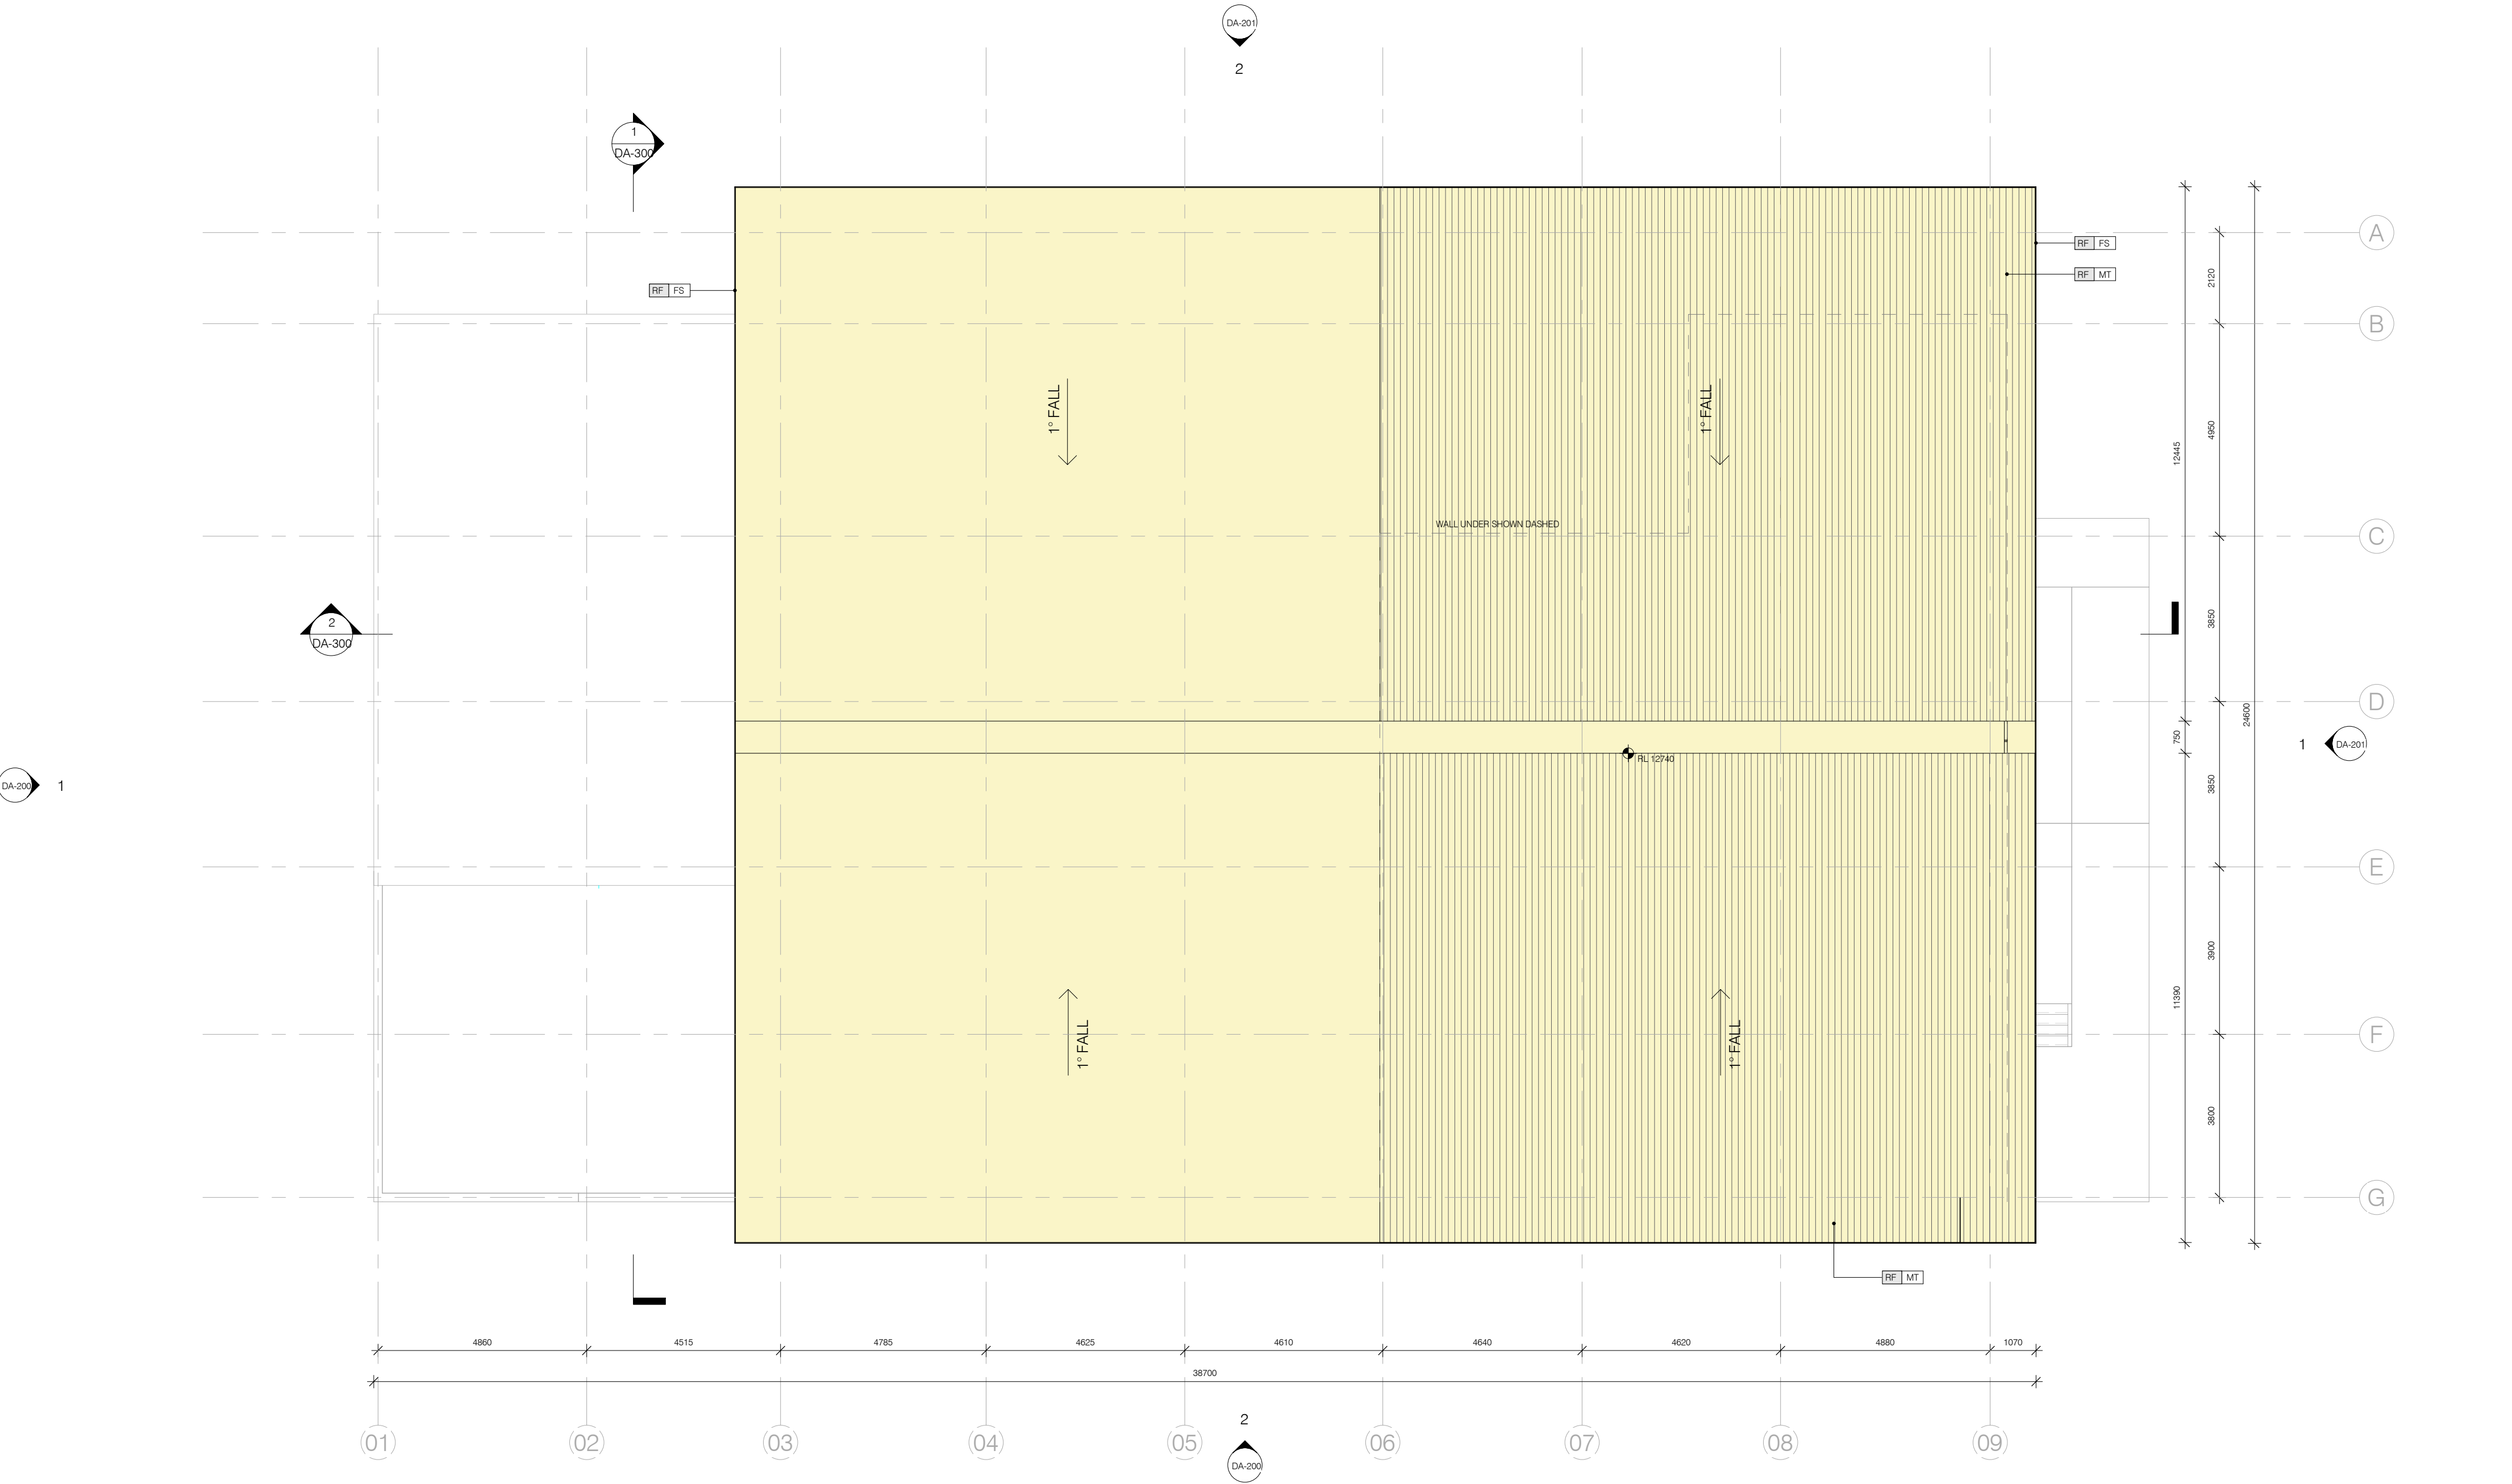 DA-201
2
1
DA-300
A
RF FS
RF MT
2120
RF FS
B
1° FALL
1° FALL
4950
12445
WALL UNDER SHOWN DASHED
C
2
DA-300
3850
D
24600
750
RL 12740
1
DA-201
DA-200
1
3850
E
3900
11390
F
1° FALL
1° FALL
3800
G
RF MT
4860
4515
4785
4625
4610
4640
4620
4880
1070
38700
2
DA-200
01
02
03
04
05
06
07
08
09